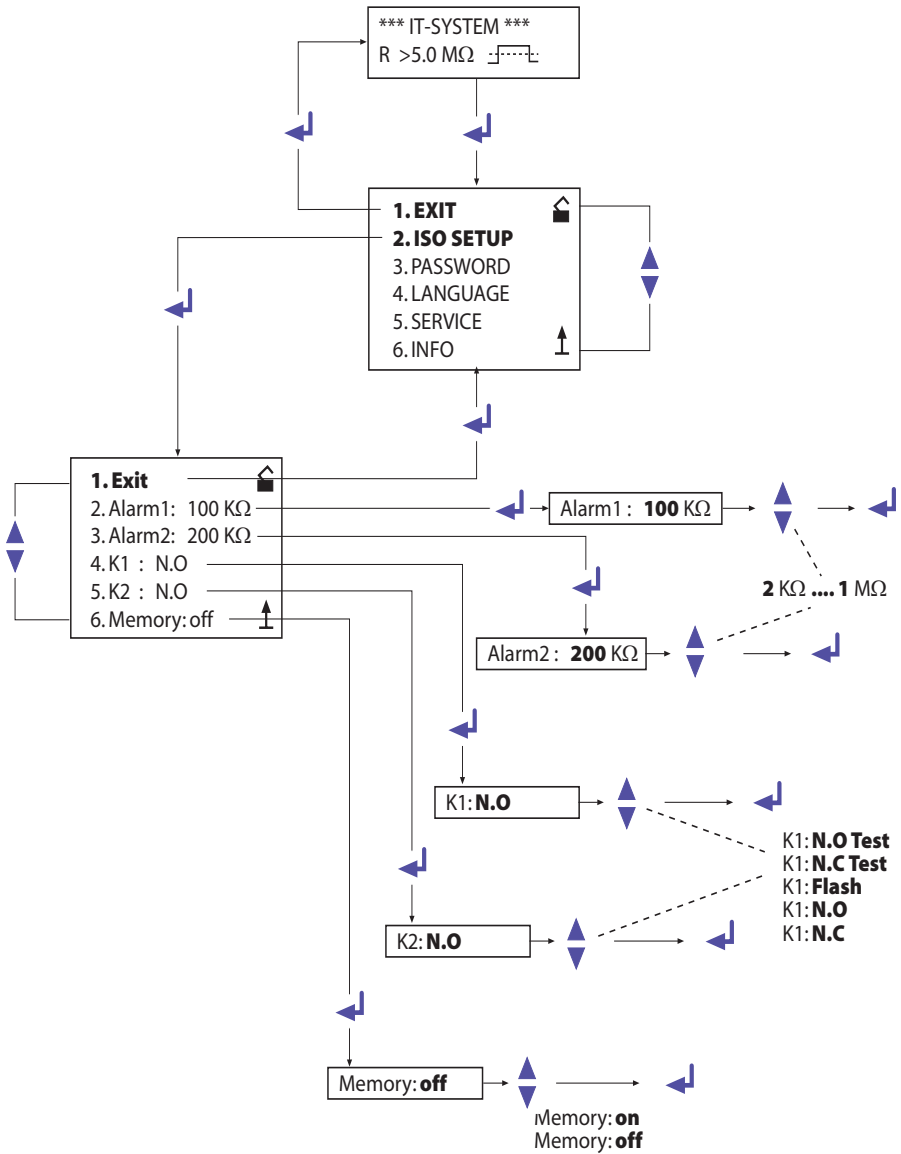 *** IT-SYSTEM ***
R >5.0 MΩ
1. EXIT
2. ISO SETUP
3. PASSWORD
4. LANGUAGE
5. SERVICE
6. INFO
1. Exit
2. Alarm1: 100 KΩ
3. Alarm2: 200 KΩ
4. K1 : N.O
5. K2 : N.O
6. Memory: off
Alarm1 : 100 KΩ
2 KΩ .... 1 MΩ
Alarm2 : 200 KΩ
K1: N.O
K1: N.O Test
K1: N.C Test
K1: Flash
K1: N.O
K1: N.C
K2: N.O
Memory: off
Memory: on
Memory: off